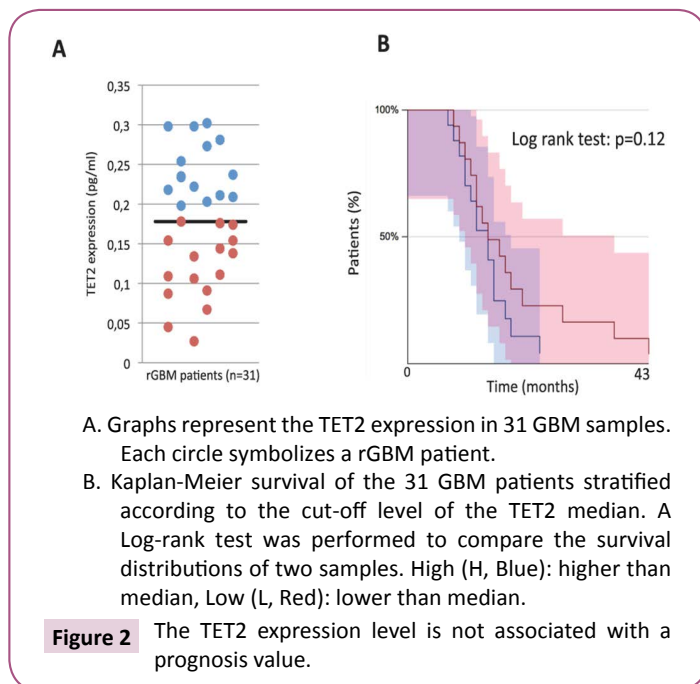 A
0,35
0,3
0,25
0,2
0,15
0,1
0,05
0
TET2 expression (pg/ml)
rGBM patients (n=31)
B
100%
Log rank test: p=0.12
50%
Patients (%)
0
43
Time (months)
A. Graphs represent the TET2 expression in 31 GBM samples.
Each circle symbolizes a rGBM patient.
B. Kaplan-Meier survival of the 31 GBM patients stratified
according to the cut-off level of the TET2 median. A
Log-rank test was performed to compare the survival
distributions of two samples. High (H, Blue): higher than
median, Low (L, Red): lower than median.
Figure 2 The TET2 expression level is not associated with a
prognosis value.